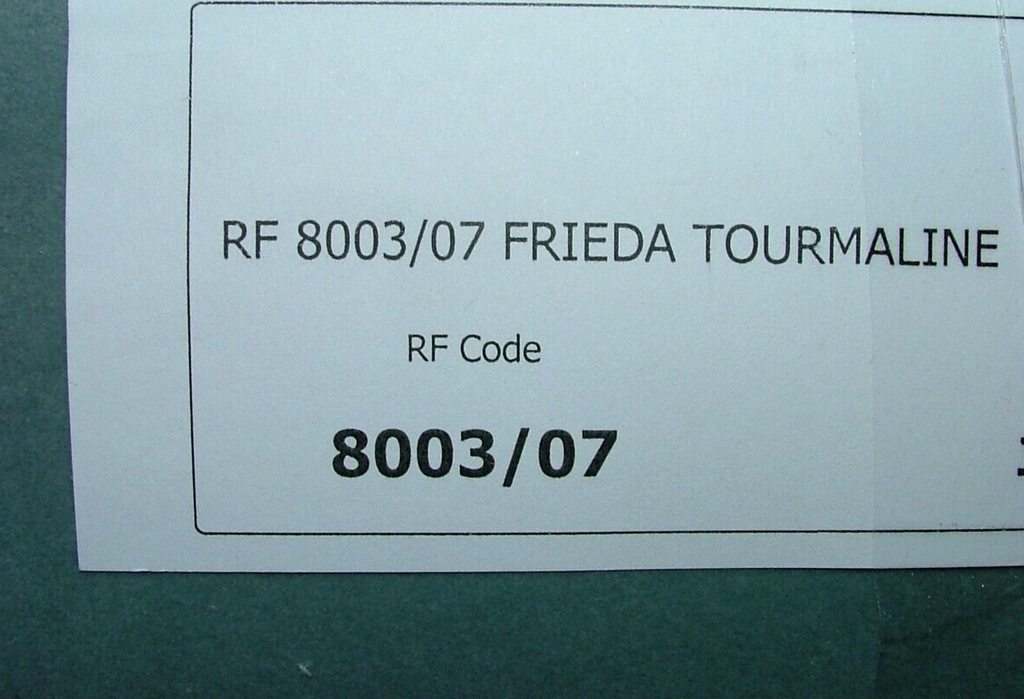 RF 8003/07 FRIEDA TOURMALINE
RF Code
8003/07